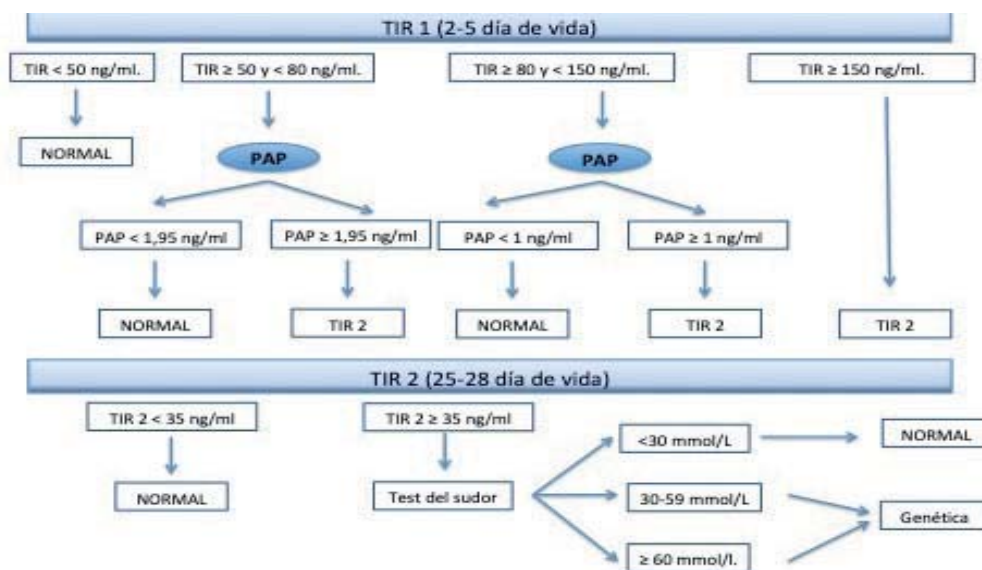 TIR 1 (2-5 día de vida)
TIR < 50 ng/ml.
TIR ≥ 50 y < 80 ng/ml.
TIR ≥ 80 y < 150 ng/ml.
TIR ≥ 150 ng/ml.
NORMAL
PAP
PAP
PAP < 1,95 ng/ml
PAP ≥ 1,95 ng/ml
PAP < 1 ng/ml
PAP ≥ 1 ng/ml
NORMAL
TIR 2
NORMAL
TIR 2
TIR 2
TIR 2 (25-28 día de vida)
TIR 2 < 35 ng/ml
TIR 2 ≥ 35 ng/ml
<30 mmol/L
NORMAL
NORMAL
Test del sudor
30-59 mmol/L
Genética
≥ 60 mmol/l.